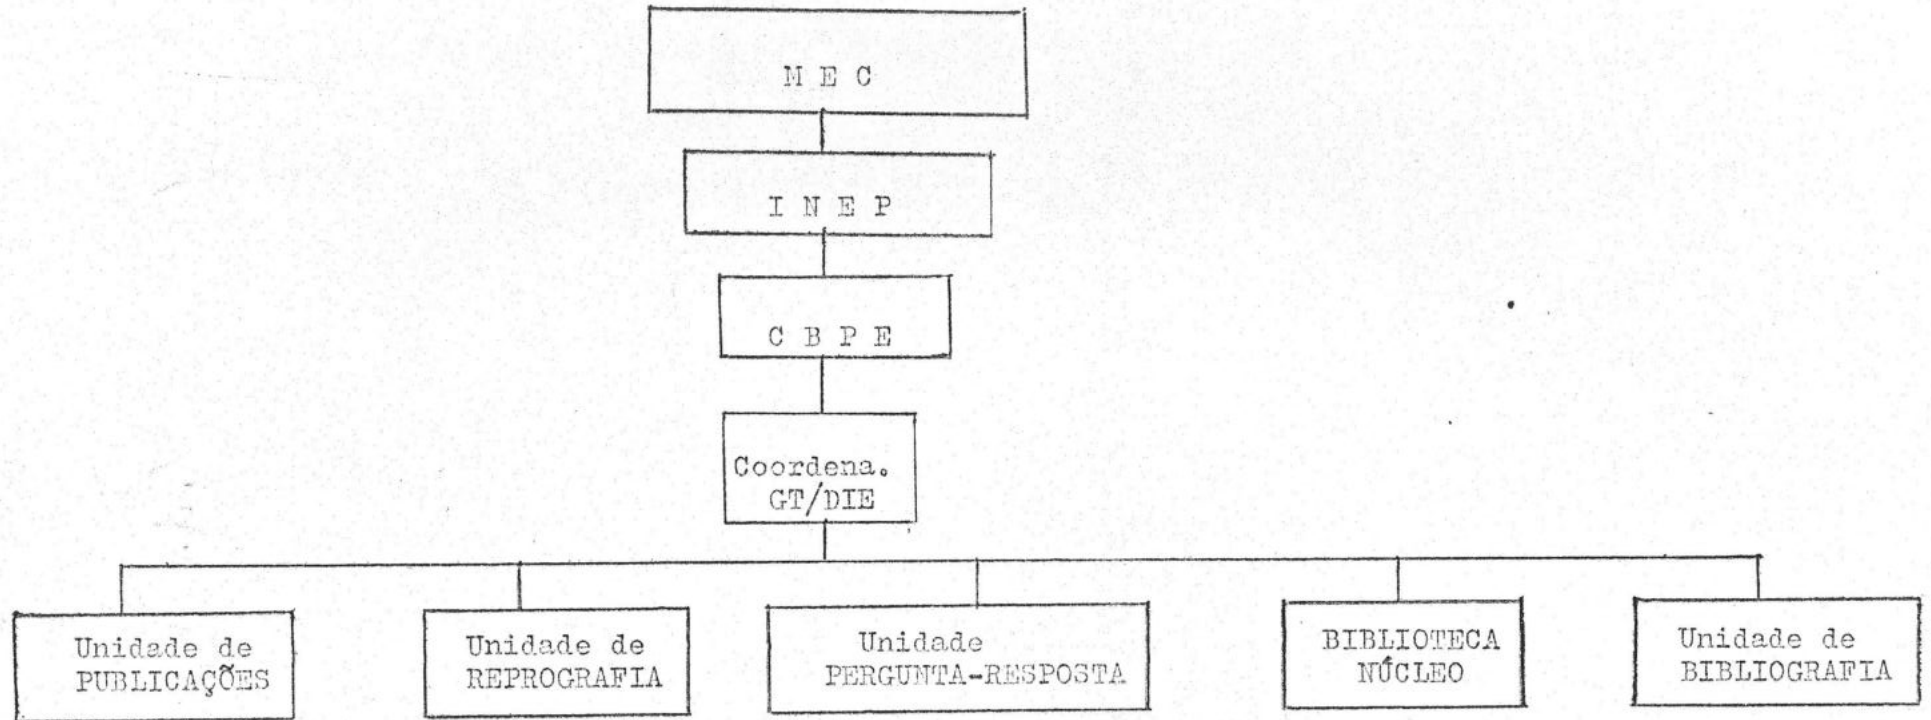 M E C
I N E P
C B P E
Coordena.
GT/DIE
Unidade de
PUBLICAÇÕES
Unidade de
REPROGRAFIA
Unidade
PERGUNTA-RESPOSTA
BIBLIOTECA
NÚCLEO
Unidade de
BIBLIOGRAFIA